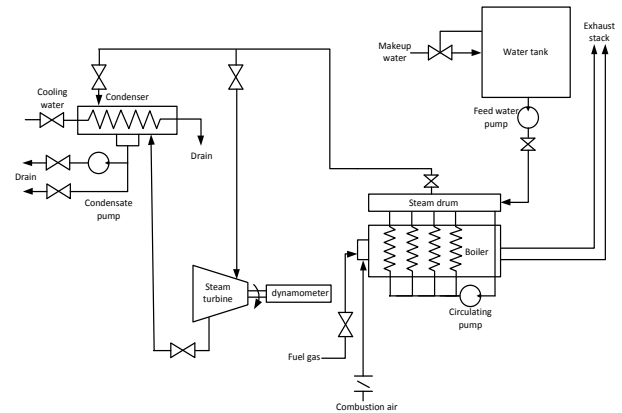 Exhaust
stack
Makeup
water
Water tank
Cooling
water
Condenser
Feed water
pump
Drain
Drain
Condensate
pump
Steam drum
Boiler
Steam
turbine
dynamometer
Circulating
pump
Fuel gas
Combustion air